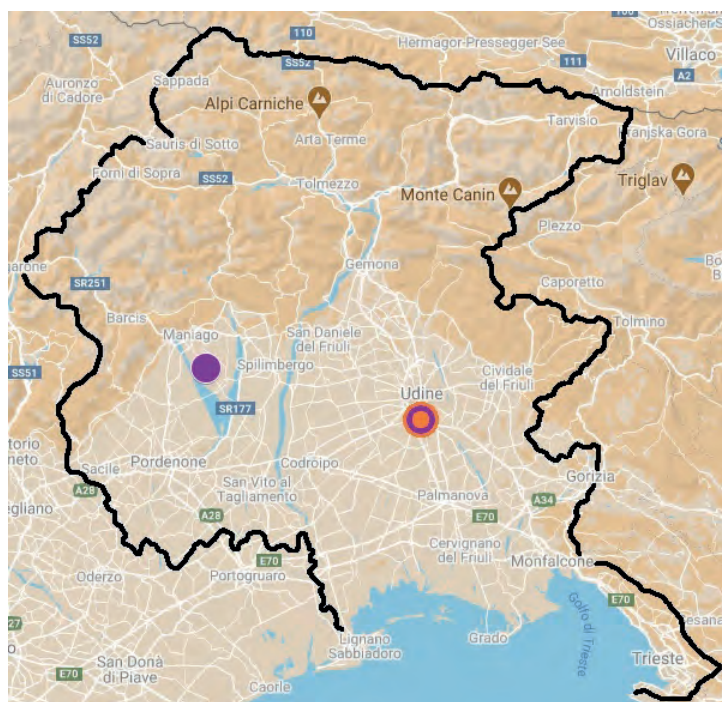 100
Ossiacher S
110
SS52
Hermagor-Pressegger See
Villaco
SS52
111
A2
Sappada
Auronzo
di Cadore
Arnoldstein
Alpi Carniche
Tarvisio
Franjska Gora
Arta Terme
Sauris di Sotto
Forni di Sopra
SS52
Tolmezzo
Monte Canin
Triglav
Plezzo
garone
Gemona
SR251
Caporetto
Barcis
Maniago
San Daniele
del Friuli
Tolmino
Spilimbergo
Cividale
del Friuli
SS51
Udine
SR177
Sacile
Pordenone
Codroipo
Gorizia
San Vito al
Tagliamento
Palmanova
A34
A28
A28
E70
Cervignano
del Friuli
Monfalcone
E70
Oderzo
Portogruaro
E70
Golfo di Trieste
Lignano
Sabbiadoro
Grado
Trieste
San Donà
di Piave
E70
Caorle